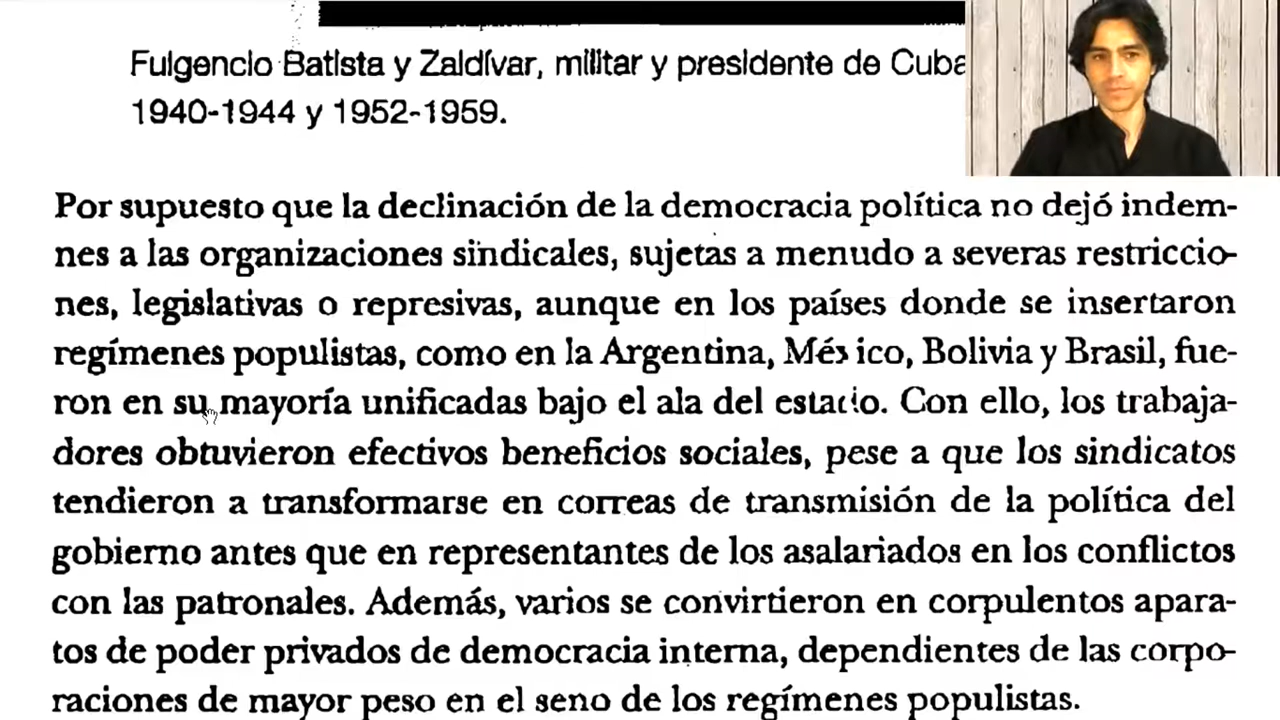 Fulgencio Batista y Zaldívar, militar y presidente de Cuba
1940-1944 y 1952-1959.
Por supuesto que la declinación de la democracia política no dejó indem-
nes a las organizaciones sindicales, sujetas a menudo a severas restriccio-
nes, legislativas o represivas, aunque en los países donde se insertaron
regímenes populistas, como en la Argentina, México, Bolivia y Brasil, fue-
ron en su mayoría unificadas bajo el ala del estado. Con ello, los trabaja-
dores obtuvieron efectivos beneficios sociales, pese a que los sindicatos
tendieron a transformarse en correas de transmisión de la política del
gobierno antes que en representantes de los asalariados en los conflictos
con las patronales. Además, varios se convirtieron en corpulentos apara-
tos de poder privados de democracia interna, dependientes de las corpo-
raciones de mayor peso en el seno de los regímenes populistas.